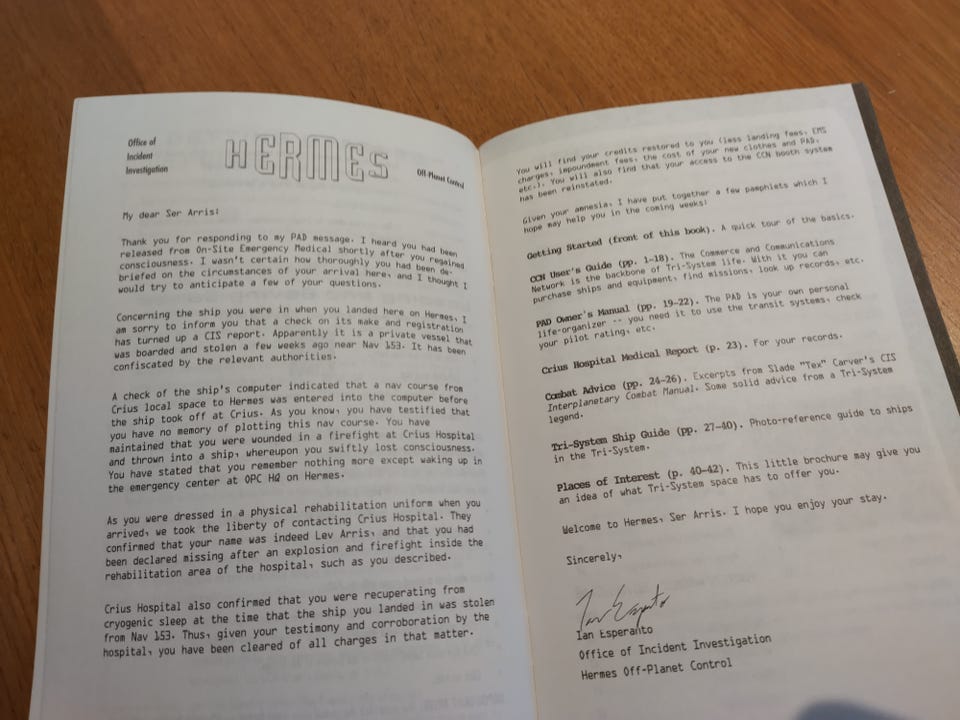 Office of
Incident
Investigation
HERMES
Off-Planet Control
My dear Ser Arris:
Thank you for responding to my PAD message. I heard you had been
released from On-Site Emergency Medical shortly after you regained
consciousness. I wasn't certain how thoroughly you had been de-
briefed on the circumstances of your arrival here, and I thought I
would try to anticipate a few of your questions.
Concerning the ship you were in when you landed here on Hermes, I
am sorry to inform you that a check on its make and registration
has turned up a CIS report. Apparently it is a private vessel that
was boarded and stolen a few weeks ago near Nav 153. It has been
confiscated by the relevant authorities.
A check of the ship's computer indicated that a nav course from
Crius local space to Hermes was entered into the computer before
the ship took off at Crius. As you know, you have testified that
you have no memory of plotting this nav course. You have
maintained that you were wounded in a firefight at Crius Hospital
and thrown into a ship, whereupon you swiftly lost consciousness.
You have stated that you remember nothing more except waking up in
the emergency center at OPC HQ on Hermes.
As you were dressed in a physical rehabilitation uniform when you
arrived, we took the liberty of contacting Crius Hospital. They
confirmed that your name was indeed Lev Arris, and that you had
been declared missing after an explosion and firefight inside the
rehabilitation area of the hospital, such as you described.
Crius Hospital also confirmed that you were recuperating from
cryogenic sleep at the time that the ship you landed in was stolen
from Nav 153. Thus, given your testimony and corroboration by the
hospital, you have been cleared of all charges in that matter.
You will find your credits restored to you (less landing fees, EMS
charges, impoundment fees, the cost of your new clothes and PAD,
etc.). You will also find that your access to the CCN booth system
has been reinstated.
Given your amnesia, I have put together a few pamphlets which I
hope may help you in the coming weeks:
Getting Started (front of this book). A quick tour of the basics.
CCN User's Guide (pp. 1-18). The Commerce and Communications
Network is the backbone of Tri-System life. With it you can
purchase ships and equipment, find missions, look up records, etc.
PAD Owner's Manual (pp. 19-22). The PAD is your own personal
life-organizer -- you need it to use the transit systems, check
your pilot rating, etc.
Crius Hospital Medical Report (p. 23). For your records.
Combat Advice (pp. 24-26). Excerpts from Slade "Tex" Carver's CIS
Interplanetary Combat Manual. Some solid advice from a Tri-System
legend.
Tri-System Ship Guide (pp. 27-40). Photo-reference guide to ships
in the Tri-System.
Places of Interest (p. 40-42). This little brochure may give you
an idea of what Tri-System space has to offer you.
Welcome to Hermes, Ser Arris. I hope you enjoy your stay.
Sincerely,
Ian Esperanto
Ian Esperanto
Office of Incident Investigation
Hermes Off-Planet Control